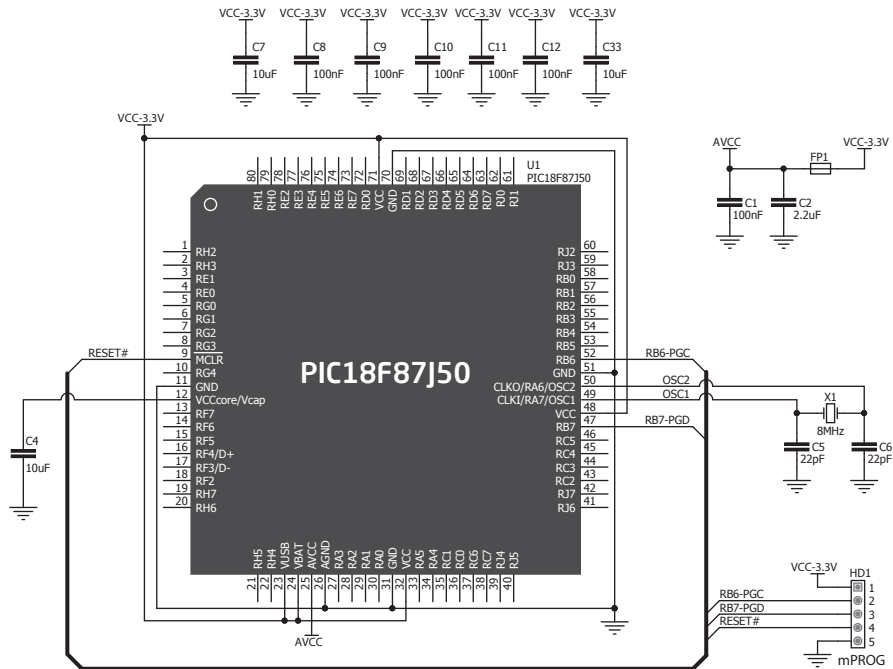 VCC-3.3V VCC-3.3V VCC-3.3V VCC-3.3V VCC-3.3V VCC-3.3V VCC-3.3V
C7 C8 C9 C10 C11 C12 C33
10uF 100nF 100nF 100nF 100nF 100nF 10uF
VCC-3.3V
AVCC VCC-3.3V
FP1
C1 C2
100nF 2.2uF
U1
PIC18F87J50
80 79 78 77 76 75 74 73 72 71 70 69 68 67 66 65 64 63 62 61
RH1 RH0 RE2 RE3 RE4 RE5 RE6 RE7 RD0 VCC GND RD1 RD2 RD3 RD4 RD5 RD6 RD7 RJ0 RJ1
1 RH2
2 RH3
3 RE1
4 RE0
5 RG0
6 RG1
7 RG2
8 RG3
RESET# 9 MCLR
10 RG4
11 GND
12 VCCcore/Vcap
13 RF7
14 RF6
15 RF5
16 RF4/D+
17 RF3/D-
18 RF2
19 RH7
20 RH6
C4
10uF
PIC18F87J50
RJ2 60
RJ3 59
RB0 58
RB1 57
RB2 56
RB3 55
RB4 54
RB5 53
RB6 52 RB6-PGC
GND 51
CLKO/RA6/OSC2 50 OSC2
CLKI/RA7/OSC1 49 OSC1
VCC 48
RB7 47 RB7-PGD
RC5 46
RC4 45
RC3 44
RC2 43
RJ7 42
RJ6 41
X1
8MHz
C5 C6
22pF 22pF
RH5 RH4 VUSB VBAT AVCC AGND RA3 RA2 RA1 RA0 GND VCC RA5 RA4 RC1 RC0 RC6 RC7 RJ4 RJ5
21 22 23 24 25 26 27 28 29 30 31 32 33 34 35 36 37 38 39 40
AVCC
VCC-3.3V HD1
1
RB6-PGC 2
RB7-PGD 3
RESET# 4
5
mPROG